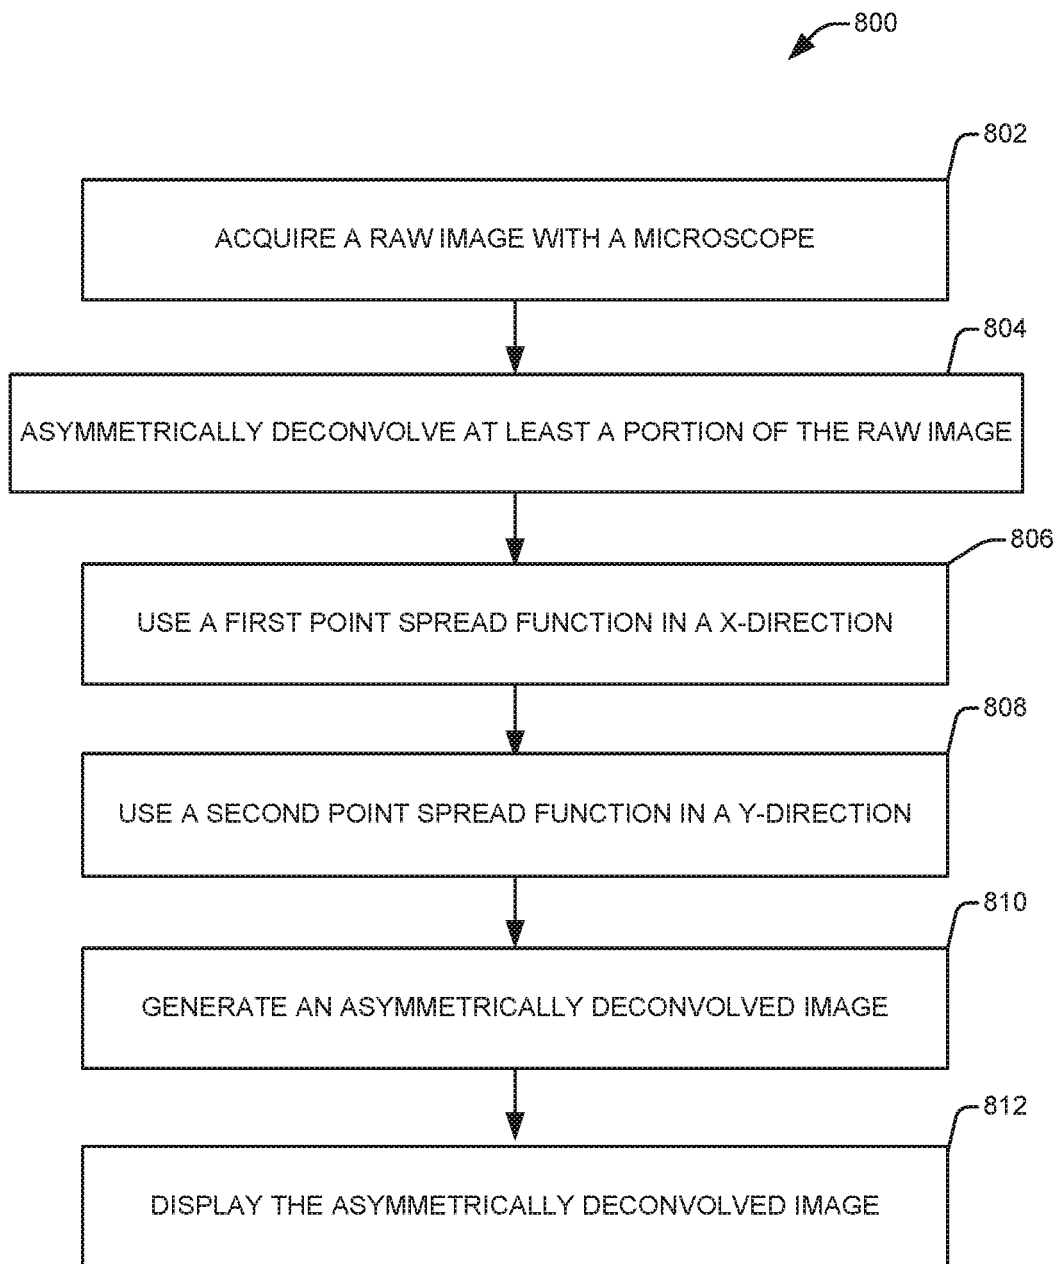 800
802
ACQUIRE A RAW IMAGE WITH A MICROSCOPE
804
ASYMMETRICALLY DECONVOLVE AT LEAST A PORTION OF THE RAW IMAGE
806
USE A FIRST POINT SPREAD FUNCTION IN A X-DIRECTION
808
USE A SECOND POINT SPREAD FUNCTION IN A Y-DIRECTION
810
GENERATE AN ASYMMETRICALLY DECONVOLVED IMAGE
812
DISPLAY THE ASYMMETRICALLY DECONVOLVED IMAGE